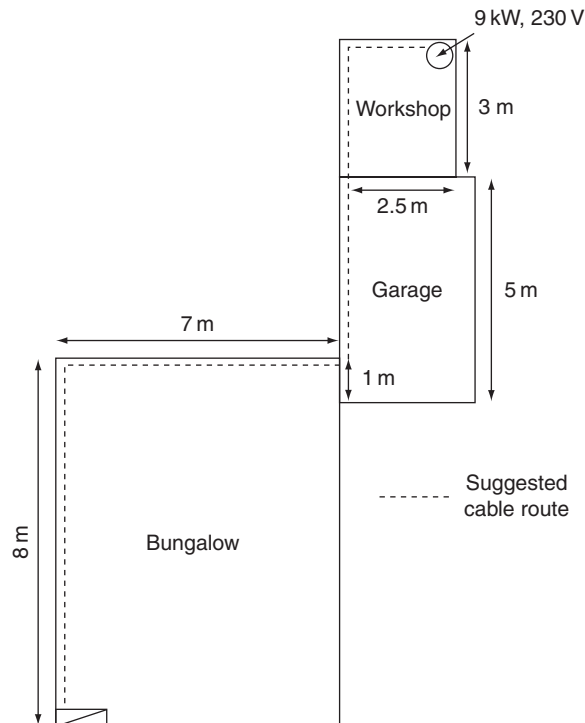 9 kW, 230 V
Workshop
3 m
2.5 m
Garage
5 m
7 m
1 m
Suggested
cable route
Bungalow
8 m